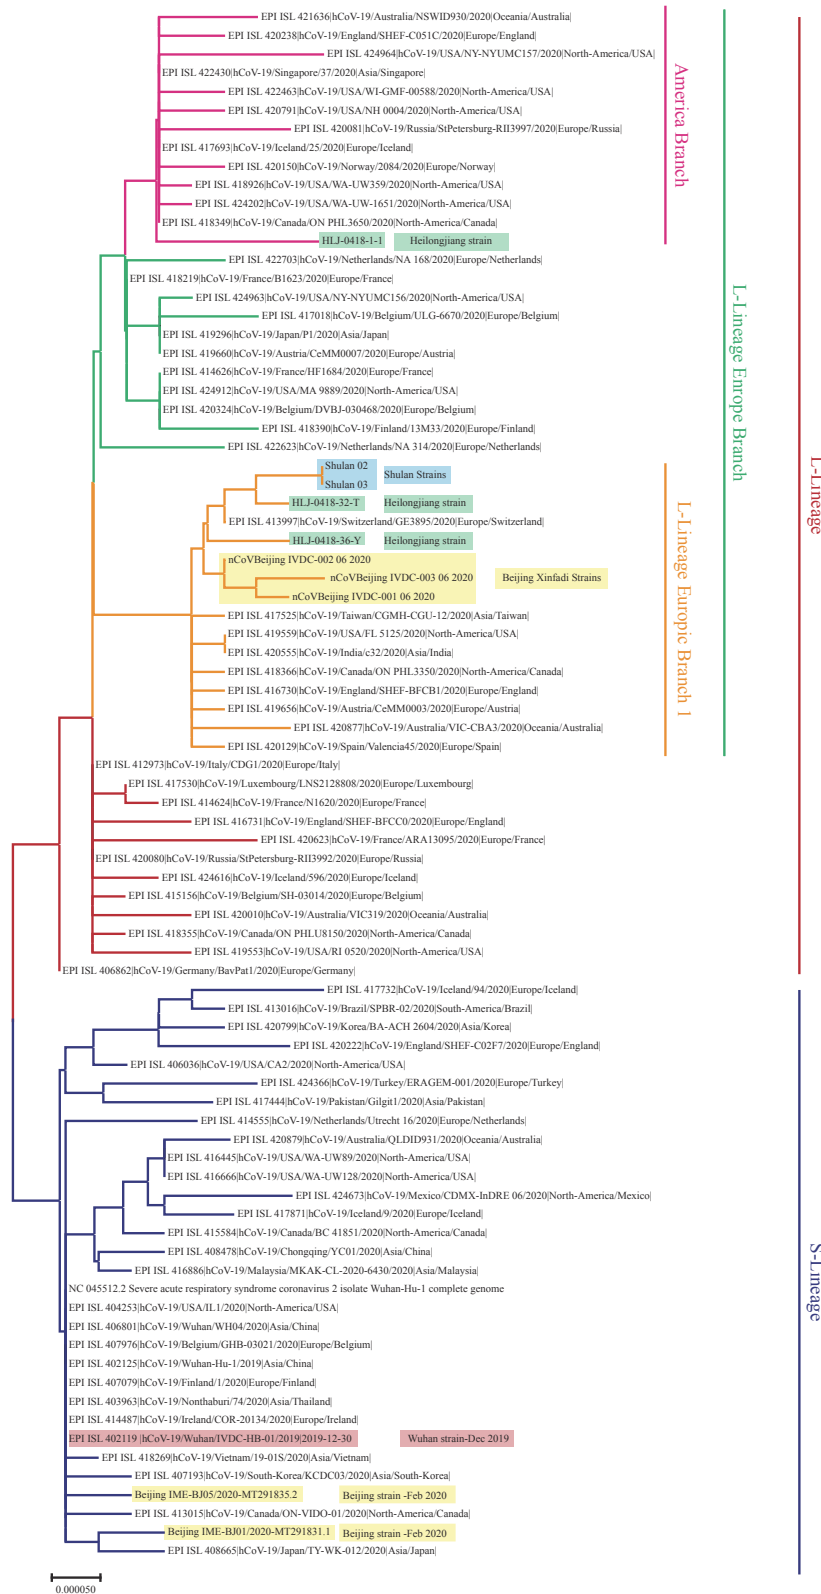 EPI ISL 421636|hCoV-19/Australia/NSWID930/2020|Oceania/Australia|
EPI ISL 420238|hCoV-19/England/SHEF-C051C/2020|Europe/England|
EPI ISL 424964|hCoV-19/USA/NY-NYUMC157/2020|North-America/USA|
EPI ISL 422430|hCoV-19/Singapore/37/2020|Asia/Singapore|
EPI ISL 422463|hCoV-19/USA/WI-GMF-00588/2020|North-America/USA|
EPI ISL 420791|hCoV-19/USA/NH 0004/2020|North-America/USA|
EPI ISL 420081|hCoV-19/Russia/StPetersburg-RII3997/2020|Europe/Russia|
EPI ISL 417693|hCoV-19/Iceland/25/2020|Europe/Iceland|
EPI ISL 420150|hCoV-19/Norway/2084/2020|Europe/Norway|
EPI ISL 418926|hCoV-19/USA/WA-UW359/2020|North-America/USA|
EPI ISL 424202|hCoV-19/USA/WA-UW-1651/2020|North-America/USA|
EPI ISL 418349|hCoV-19/Canada/ON PHL3650/2020|North-America/Canada|
HLJ-0418-1-1 Heilongjiang strain
America Branch
EPI ISL 422703|hCoV-19/Netherlands/NA 168/2020|Europe/Netherlands|
EPI ISL 418219|hCoV-19/France/B1623/2020|Europe/France|
EPI ISL 424963|hCoV-19/USA/NY-NYUMC156/2020|North-America/USA|
EPI ISL 417018|hCoV-19/Belgium/ULG-6670/2020|Europe/Belgium|
EPI ISL 419296|hCoV-19/Japan/P1/2020|Asia/Japan|
EPI ISL 419660|hCoV-19/Austria/CeMM0007/2020|Europe/Austria|
EPI ISL 414626|hCoV-19/France/HF1684/2020|Europe/France|
EPI ISL 424912|hCoV-19/USA/MA 9889/2020|North-America/USA|
EPI ISL 420324|hCoV-19/Belgium/DVBJ-030468/2020|Europe/Belgium|
EPI ISL 418390|hCoV-19/Finland/13M33/2020|Europe/Finland|
EPI ISL 422623|hCoV-19/Netherlands/NA 314/2020|Europe/Netherlands|
L-Lineage Enrope Branch
L-Lineage
Shulan 02
Shulan Strains
Shulan 03
HLJ-0418-32-T Heilongjiang strain
EPI ISL 413997|hCoV-19/Switzerland/GE3895/2020|Europe/Switzerland|
HLJ-0418-36-Y Heilongjiang strain
nCoVBeijing IVDC-002 06 2020
nCoVBeijing IVDC-003 06 2020 Beijing Xinfadi Strains
nCoVBeijing IVDC-001 06 2020
EPI ISL 417525|hCoV-19/Taiwan/CGMH-CGU-12/2020|Asia/Taiwan|
EPI ISL 419559|hCoV-19/USA/FL 5125/2020|North-America/USA|
EPI ISL 420555|hCoV-19/India/c32/2020|Asia/India|
EPI ISL 418366|hCoV-19/Canada/ON PHL3350/2020|North-America/Canada|
EPI ISL 416730|hCoV-19/England/SHEF-BFCB1/2020|Europe/England|
EPI ISL 419656|hCoV-19/Austria/CeMM0003/2020|Europe/Austria|
EPI ISL 420877|hCoV-19/Australia/VIC-CBA3/2020|Oceania/Australia|
EPI ISL 420129|hCoV-19/Spain/Valencia45/2020|Europe/Spain|
L-Lineage Europic Branch 1
EPI ISL 412973|hCoV-19/Italy/CDG1/2020|Europe/Italy|
EPI ISL 417530|hCoV-19/Luxembourg/LNS2128808/2020|Europe/Luxembourg|
EPI ISL 414624|hCoV-19/France/N1620/2020|Europe/France|
EPI ISL 416731|hCoV-19/England/SHEF-BFCC0/2020|Europe/England|
EPI ISL 420623|hCoV-19/France/ARA13095/2020|Europe/France|
EPI ISL 420080|hCoV-19/Russia/StPetersburg-RII3992/2020|Europe/Russia|
EPI ISL 424616|hCoV-19/Iceland/596/2020|Europe/Iceland|
EPI ISL 415156|hCoV-19/Belgium/SH-03014/2020|Europe/Belgium|
EPI ISL 420010|hCoV-19/Australia/VIC319/2020|Oceania/Australia|
EPI ISL 418355|hCoV-19/Canada/ON PHLU8150/2020|North-America/Canada|
EPI ISL 419553|hCoV-19/USA/RI 0520/2020|North-America/USA|
EPI ISL 406862|hCoV-19/Germany/BavPat1/2020|Europe/Germany|
EPI ISL 417732|hCoV-19/Iceland/94/2020|Europe/Iceland|
EPI ISL 413016|hCoV-19/Brazil/SPBR-02/2020|South-America/Brazil|
EPI ISL 420799|hCoV-19/Korea/BA-ACH 2604/2020|Asia/Korea|
EPI ISL 420222|hCoV-19/England/SHEF-C02F7/2020|Europe/England|
EPI ISL 406036|hCoV-19/USA/CA2/2020|North-America/USA|
EPI ISL 424366|hCoV-19/Turkey/ERAGEM-001/2020|Europe/Turkey|
EPI ISL 417444|hCoV-19/Pakistan/Gilgit1/2020|Asia/Pakistan|
EPI ISL 414555|hCoV-19/Netherlands/Utrecht 16/2020|Europe/Netherlands|
EPI ISL 420879|hCoV-19/Australia/QLDID931/2020|Oceania/Australia|
EPI ISL 416445|hCoV-19/USA/WA-UW89/2020|North-America/USA|
EPI ISL 416666|hCoV-19/USA/WA-UW128/2020|North-America/USA|
EPI ISL 424673|hCoV-19/Mexico/CDMX-InDRE 06/2020|North-America/Mexico|
EPI ISL 417871|hCoV-19/Iceland/9/2020|Europe/Iceland|
EPI ISL 415584|hCoV-19/Canada/BC 41851/2020|North-America/Canada|
EPI ISL 408478|hCoV-19/Chongqing/YC01/2020|Asia/China|
EPI ISL 416886|hCoV-19/Malaysia/MKAK-CL-2020-6430/2020|Asia/Malaysia|
NC 045512.2 Severe acute respiratory syndrome coronavirus 2 isolate Wuhan-Hu-1 complete genome
EPI ISL 404253|hCoV-19/USA/IL1/2020|North-America/USA|
EPI ISL 406801|hCoV-19/Wuhan/WH04/2020|Asia/China|
EPI ISL 407976|hCoV-19/Belgium/GHB-03021/2020|Europe/Belgium|
EPI ISL 402125|hCoV-19/Wuhan-Hu-1/2019|Asia/China|
EPI ISL 407079|hCoV-19/Finland/1/2020|Europe/Finland|
EPI ISL 403963|hCoV-19/Nonthaburi/74/2020|Asia/Thailand|
EPI ISL 414487|hCoV-19/Ireland/COR-20134/2020|Europe/Ireland|
EPI ISL 402119 |hCoV-19/Wuhan/IVDC-HB-01/2019|2019-12-30 Wuhan strain-Dec 2019
EPI ISL 418269|hCoV-19/Vietnam/19-01S/2020|Asia/Vietnam|
EPI ISL 407193|hCoV-19/South-Korea/KCDC03/2020|Asia/South-Korea|
Beijing IME-BJ05/2020-MT291835.2 Beijing strain -Feb 2020
EPI ISL 413015|hCoV-19/Canada/ON-VIDO-01/2020|North-America/Canada|
Beijing IME-BJ01/2020-MT291831.1 Beijing strain -Feb 2020
EPI ISL 408665|hCoV-19/Japan/TY-WK-012/2020|Asia/Japan|
S-Lineage
0.000050